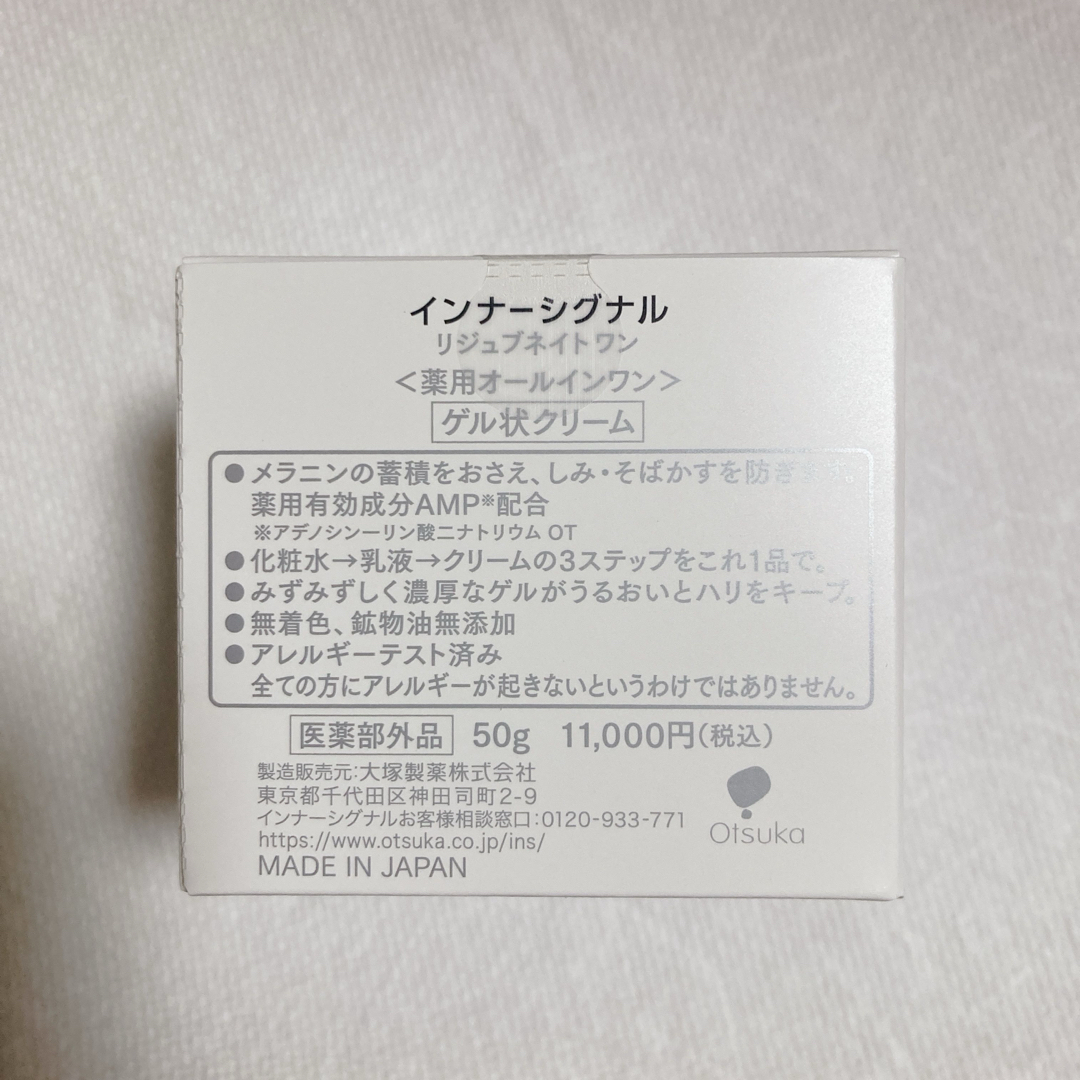 インナーシグナル
リジュブネイト ワン
＜薬用オールインワン＞
ゲル状クリーム
●メラニンの蓄積をおさえ、しみ・そばかすを防ぎ
薬用有効成分AMP※配合
※アデノシン一リン酸二ナトリウム OT
●化粧水→乳液→クリームの3ステップをこれ1品で。
●みずみずしく濃厚なゲルがうるおいとハリをキープ。
●無着色、鉱物油無添加
●アレルギーテスト済み
全ての方にアレルギーが起きないというわけではありません。
医薬部外品 50g 11,000円(税込)
製造販売元:大塚製薬株式会社
東京都千代田区神田司町2-9
インナーシグナルお客様相談窓口:0120-933-771
https://www.otsuka.co.jp/ins/
MADE IN JAPAN
Otsuka